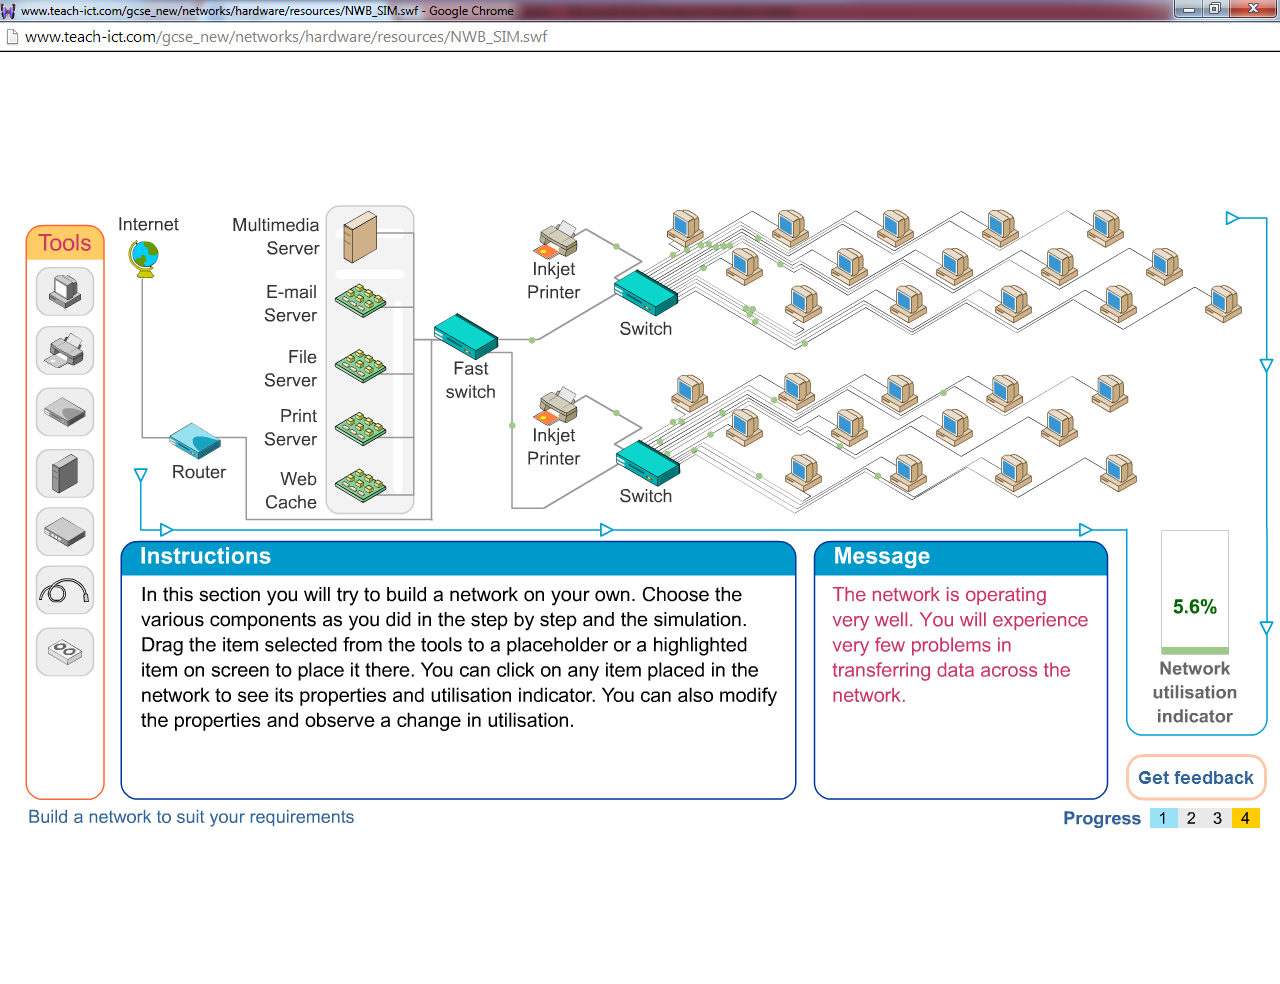 www.teach-ict.com/gcse_new/networks/hardware/resources/NWB_SIM.swf - Google Chrome
www.teach-ict.com/gcse_new/networks/hardware/resources/NWB_SIM.swf
Tools
Internet
Multimedia
Server
E-mail
Server
File
Server
Print
Server
Web
Cache
Router
Fast
switch
Inkjet
Printer
Switch
Inkjet
Printer
Switch
Instructions
In this section you will try to build a network on your own. Choose the
various components as you did in the step by step and the simulation.
Drag the item selected from the tools to a placeholder or a highlighted
item on screen to place it there. You can click on any item placed in the
network to see its properties and utilisation indicator. You can also modify
the properties and observe a change in utilisation.
Message
The network is operating
very well. You will experience
very few problems in
transferring data across the
network.
5.6%
Network
utilisation
indicator
Get feedback
Build a network to suit your requirements
Progress 1 2 3 4